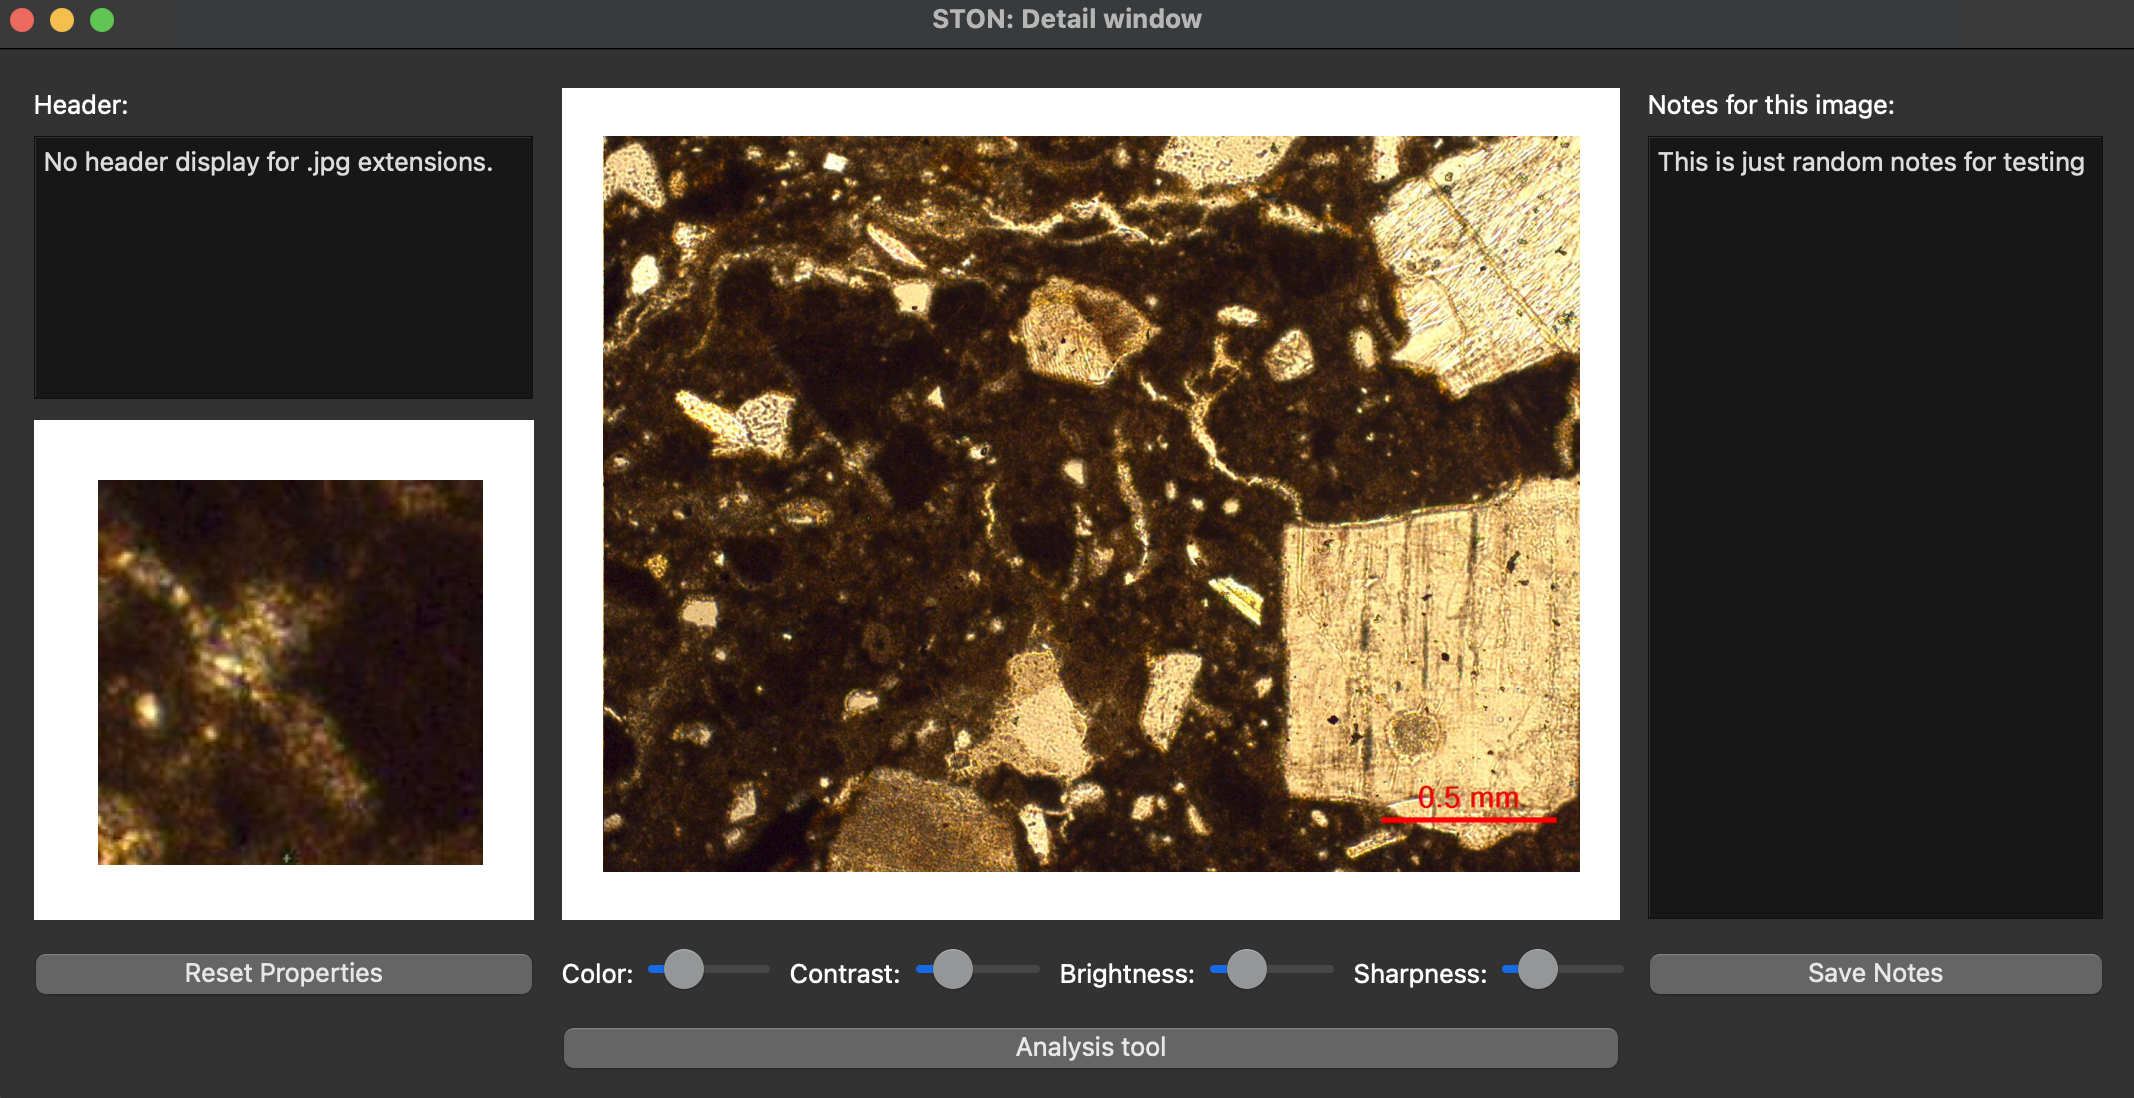 STON: Detail window
Header:
No header display for .jpg extensions.
Notes for this image:
This is just random notes for testing
0.5 mm
Reset Properties
Color:
Contrast:
Brightness:
Sharpness:
Save Notes
Analysis tool